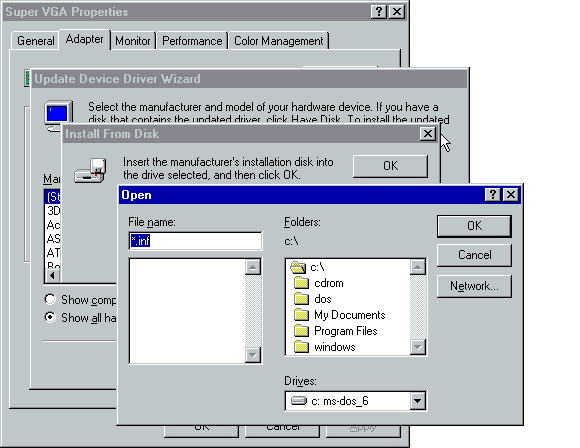 Super VGA Properties
General Adapter Monitor Performance Color Management
Update Device Driver Wizard
Select the manufacturer and model of your hardware device. If you have a
disk that contains the updated driver, click Have Disk. To install the updated
Install From Disk
Insert the manufacturer's installation disk into
the drive selected, and then click OK.
OK
Open
File name:
*.inf
Folders:
c:\
c:\
cdrom
dos
My Documents
Program Files
windows
Drives:
c: ms-dos_6
OK
Cancel
Network...
(St
3D
Ac
AS
AT
Show comp
Show all ha
OK Cancel Apply